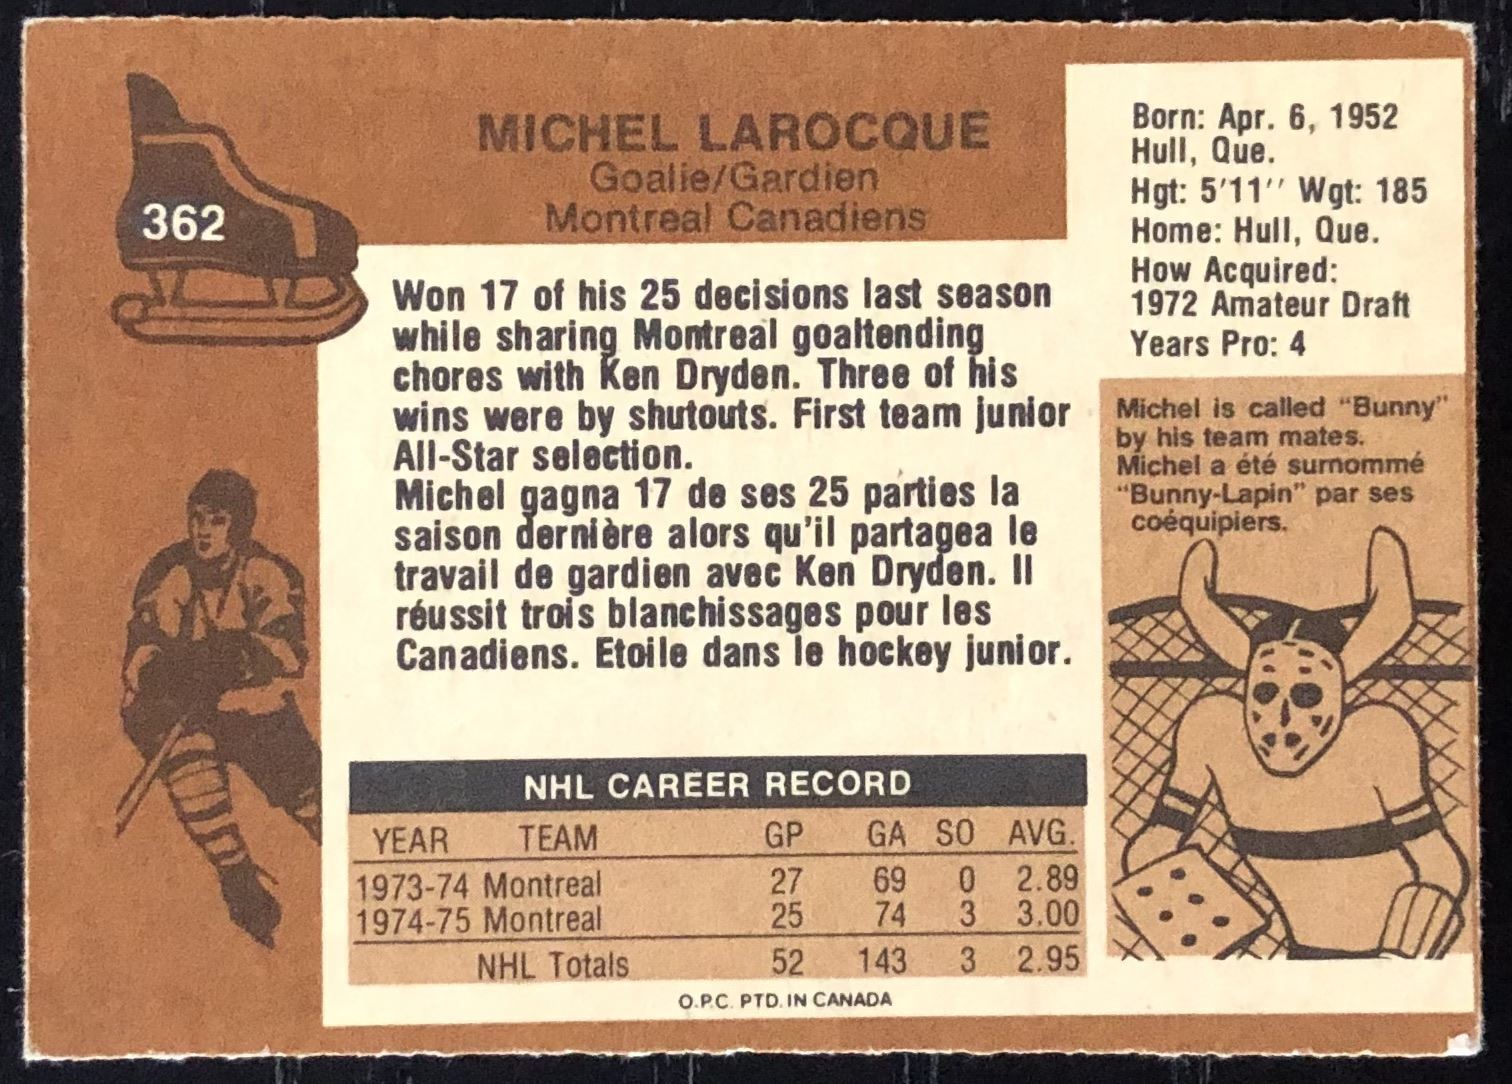 362
MICHEL LAROCQUE
Goalie/Gardien
Montreal Canadiens
Born: Apr. 6, 1952
Hull, Que.
Hgt: 5'11'' Wgt: 185
Home: Hull, Que.
How Acquired:
1972 Amateur Draft
Years Pro: 4
Won 17 of his 25 decisions last season
while sharing Montreal goaltending
chores with Ken Dryden. Three of his
wins were by shutouts. First team junior
All-Star selection.
Michel gagna 17 de ses 25 parties la
saison dernière alors qu'il partagea le
travail de gardien avec Ken Dryden. Il
réussit trois blanchissages pour les
Canadiens. Etoile dans le hockey junior.
Michel is called "Bunny"
by his team mates.
Michel a été surnommé
"Bunny-Lapin" par ses
coéquipiers.
NHL CAREER RECORD
YEAR TEAM GP GA SO AVG.
1973-74 Montreal 27 69 0 2.89
1974-75 Montreal 25 74 3 3.00
NHL Totals 52 143 3 2.95
O.P.C. PTD. IN CANADA